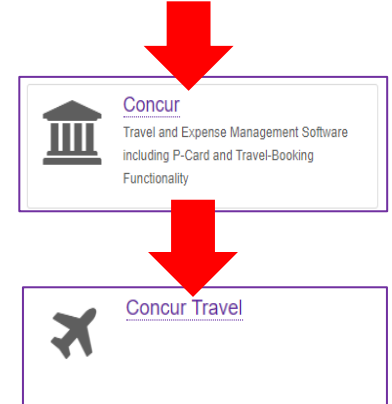 Concur
Travel and Expense Management Software
including P-Card and Travel-Booking
Functionality
Concur Travel